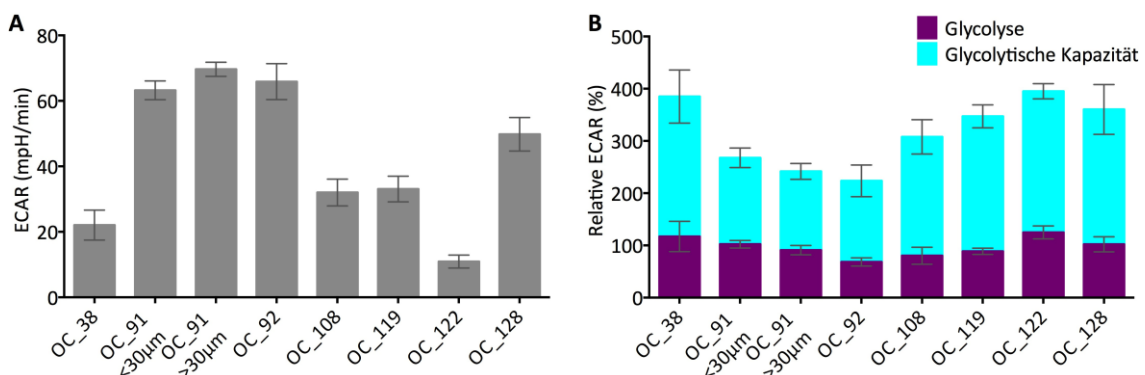 A
ECAR (mpH/min)
80
60
40
20
0
OC_38
OC_91
<30µm
OC_91
>30µm
OC_92
OC_108
OC_119
OC_122
OC_128
B
Glycolyse
Glycolytische Kapazität
Relative ECAR (%)
500
400
300
200
100
0
OC_38
OC_91
<30µm
OC_91
>30µm
OC_92
OC_108
OC_119
OC_122
OC_128